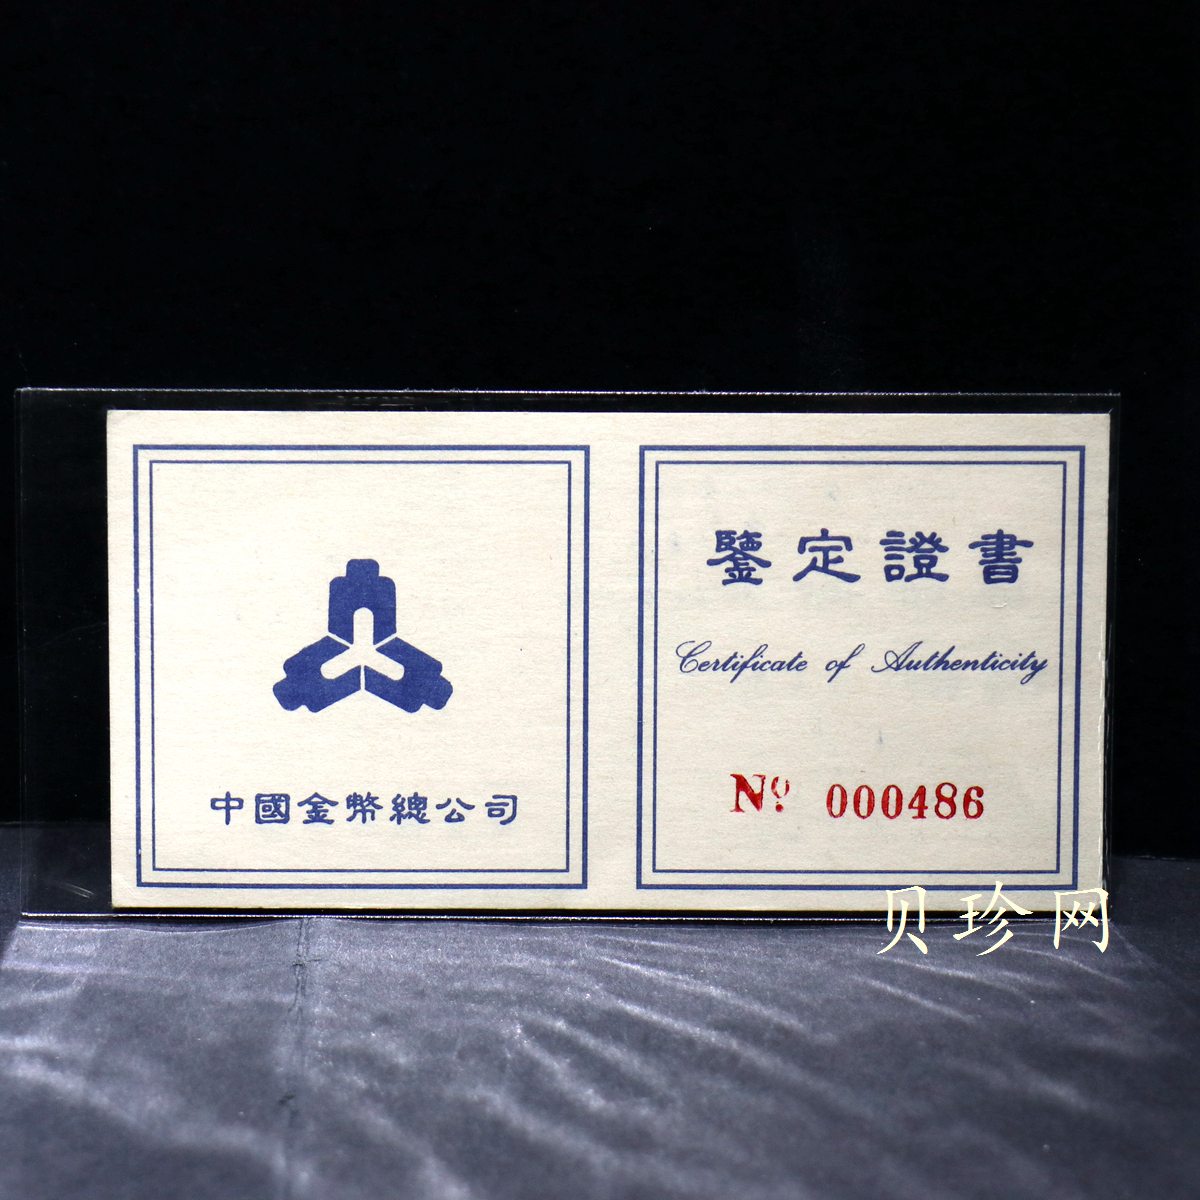 中國金幣總公司
鑒定證書
Certificate of Authenticity
Nº 000486
贝珍网